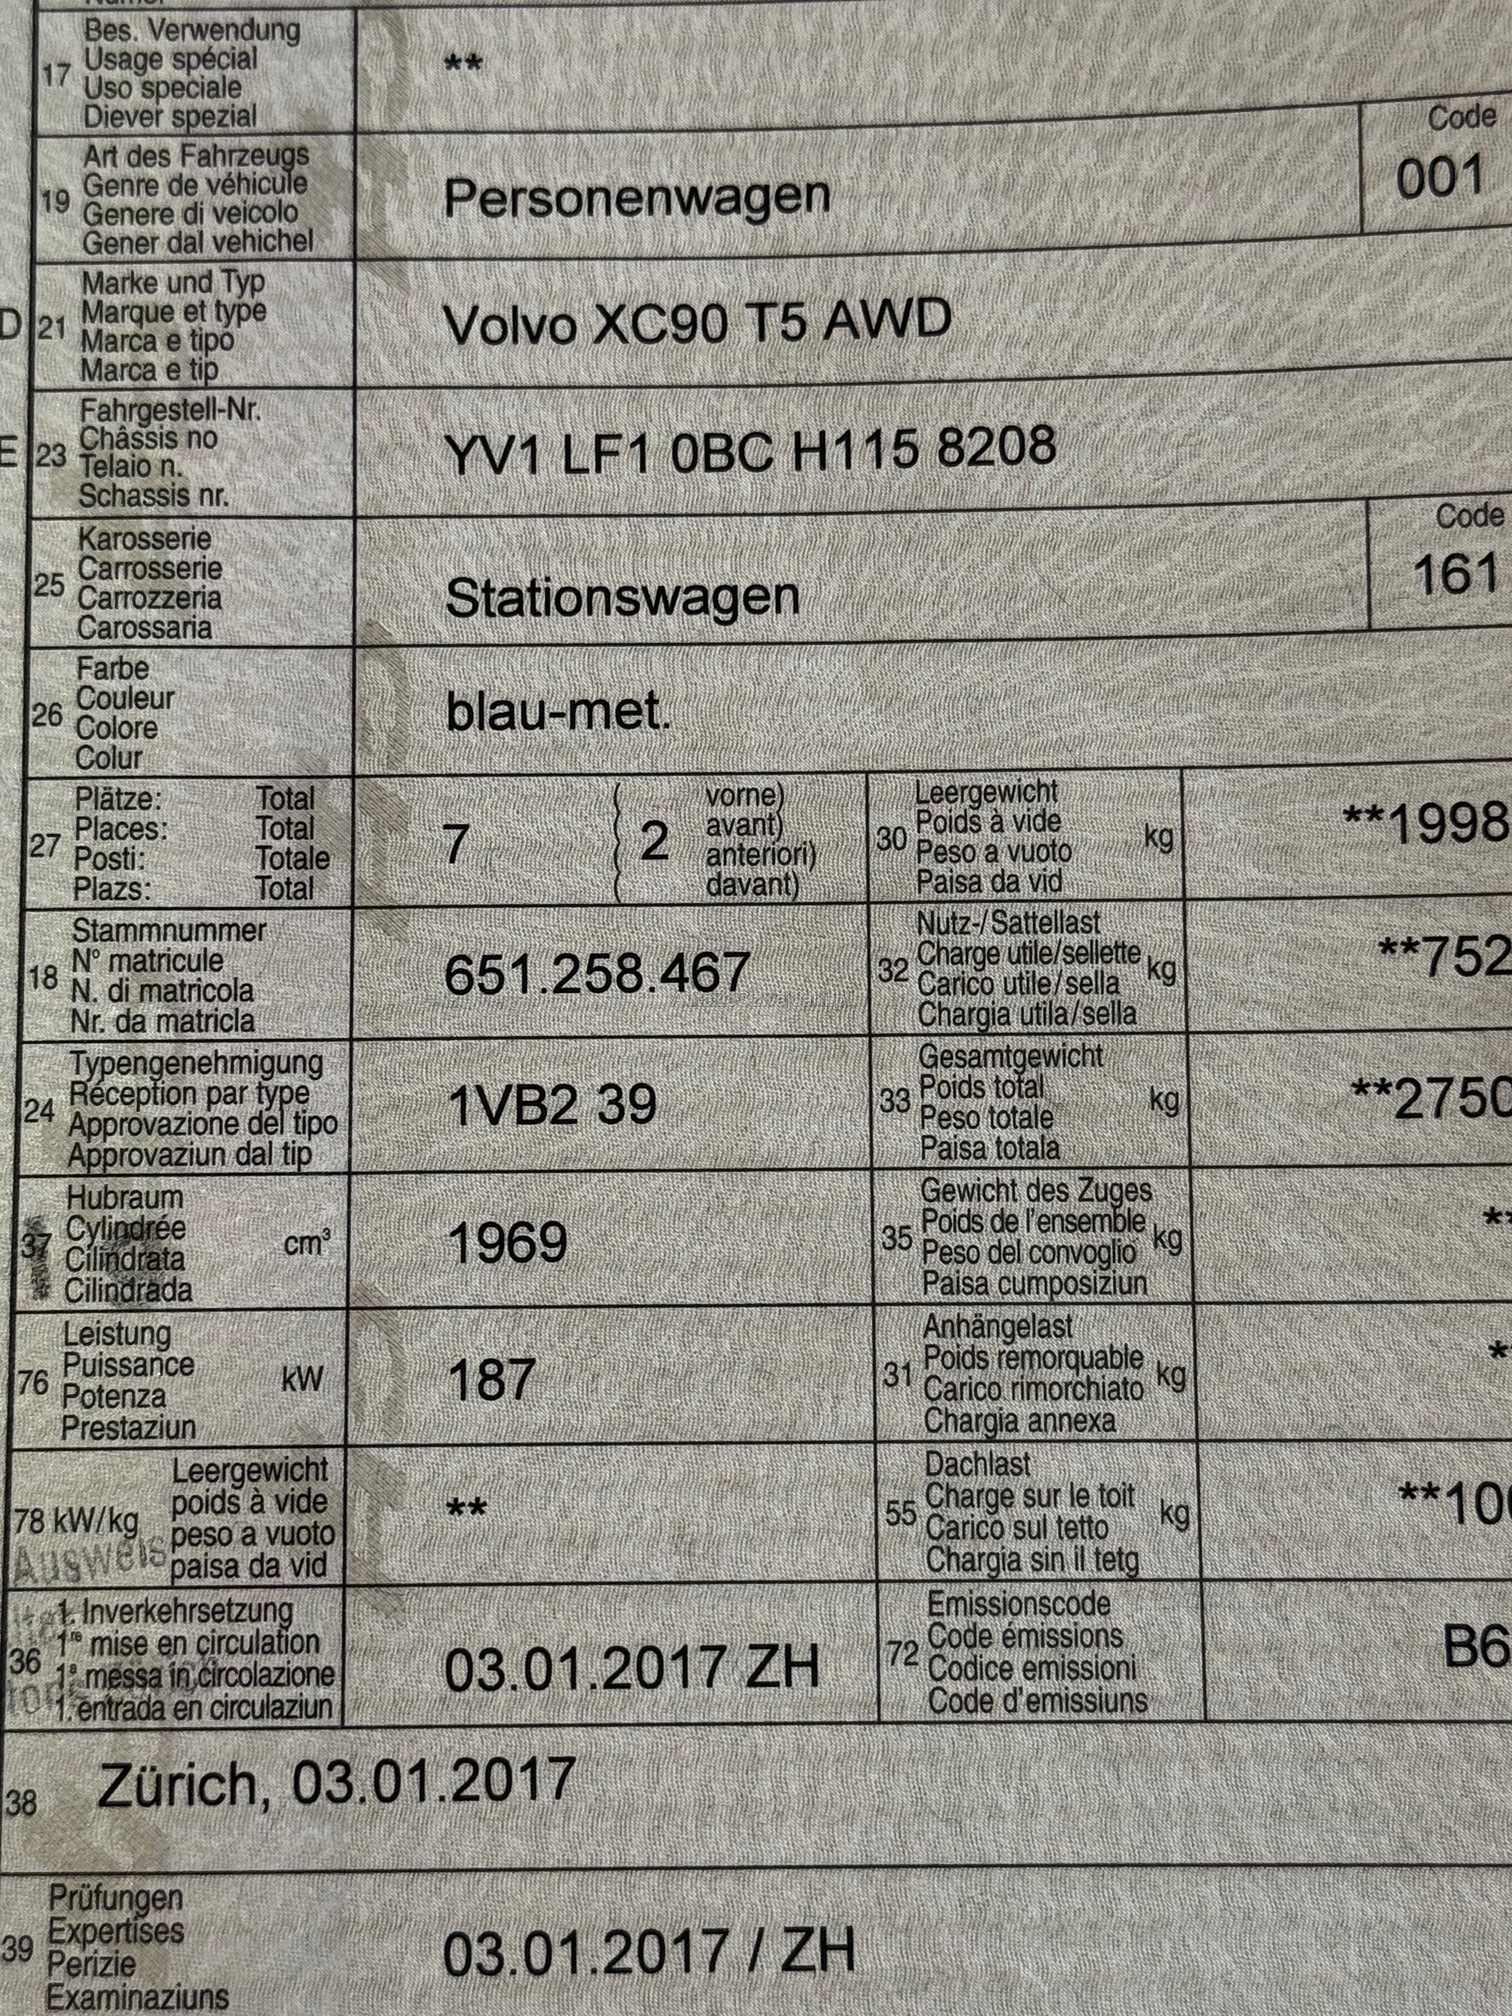 Bes. Verwendung
17 Usage spécial **
Uso speciale
Diever spezial
Code
Art des Fahrzeugs
19 Genre de véhicule Personenwagen 001
Genere di veicolo
Gener dal vehichel
Marke und Typ
D 21 Marque et type Volvo XC90 T5 AWD
Marca e tipo
Marca e tip
Fahrgestell-Nr.
E 23 Châssis no YV1 LF1 0BC H115 8208
Telaio n.
Schassis nr.
Code
Karosserie
25 Carrosserie Stationswagen 161
Carrozzeria
Carossaria
Farbe
26 Couleur blau-met.
Colore
Colur
Plätze: Total ( vorne) Leergewicht
27 Places: Total 7 ( 2 avant) 30 Poids à vide kg **1998
Posti: Totale ( anteriori) Peso a vuoto
Plazs: Total ( davant) Paisa da vid
Stammnummer Nutz-/Sattellast
18 N° matricule 651.258.467 32 Charge utile/sellette kg **752
N. di matricola Carico utile/sella
Nr. da matricla Chargia utila/sella
Typengenehmigung Gesamtgewicht
24 Réception par type 1VB2 39 33 Poids total kg **2750
Approvazione del tipo Peso totale
Approvaziun dal tip Paisa totala
Hubraum Gewicht des Zuges
37 Cylindrée cm³ 1969 35 Poids de l'ensemble kg **
Cilindrata Peso del convoglio
Cilindrada Paisa cumposiziun
Leistung Anhängelast
76 Puissance kW 187 31 Poids remorquable kg *
Potenza Carico rimorchiato
Prestaziun Chargia annexa
Leergewicht Dachlast
78 kW/kg poids à vide ** 55 Charge sur le toit kg **100
peso a vuoto Carico sul tetto
Ausweis paisa da vid Chargia sin il tetg
1. Inverkehrsetzung Emissionscode
36 1re mise en circulation 03.01.2017 ZH 72 Code émissions B6
1a messa in circolazione Codice emissioni
1. entrada en circulaziun Code d'emissiuns
38 Zürich, 03.01.2017
Prüfungen
39 Expertises 03.01.2017 / ZH
Perizie
Examinaziuns